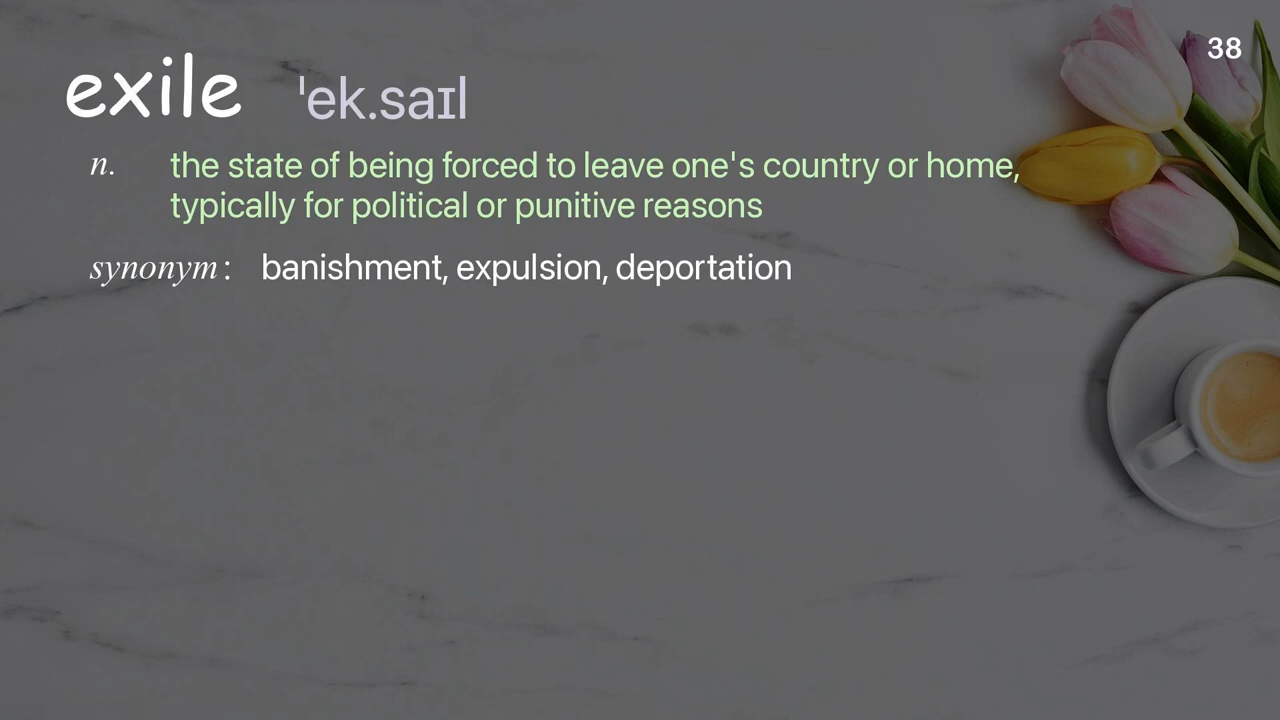 38
exile ˈek.saɪl
n. the state of being forced to leave one's country or home,
typically for political or punitive reasons
synonym: banishment, expulsion, deportation